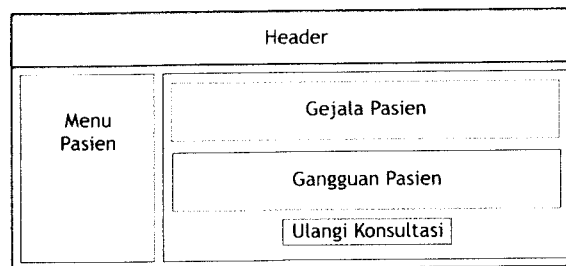 Header
Menu
Pasien
Gejala Pasien
Gangguan Pasien
Ulangi Konsultasi